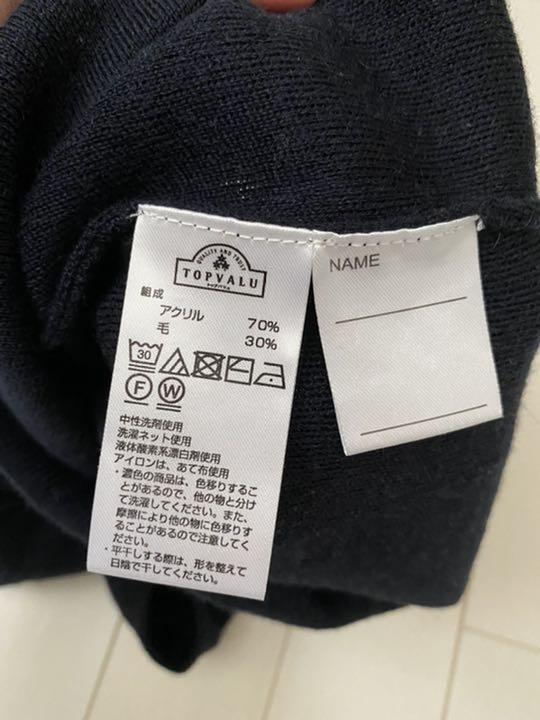 QUALITY AND TRUST
TOPVALU
トップバリュ
組成
アクリル 70%
毛 30%
30
F W
中性洗剤使用
洗濯ネット使用
液体酸素系漂白剤使用
アイロンは、あて布使用
・濃色の商品は、色移りするこ
とがあるので、他の物と分け
て洗濯してください。また、
摩擦により他の物に色移りす
ることがあるので注意してく
ださい。
・平干しする際は、形を整えて
日陰で干してください。
NAME